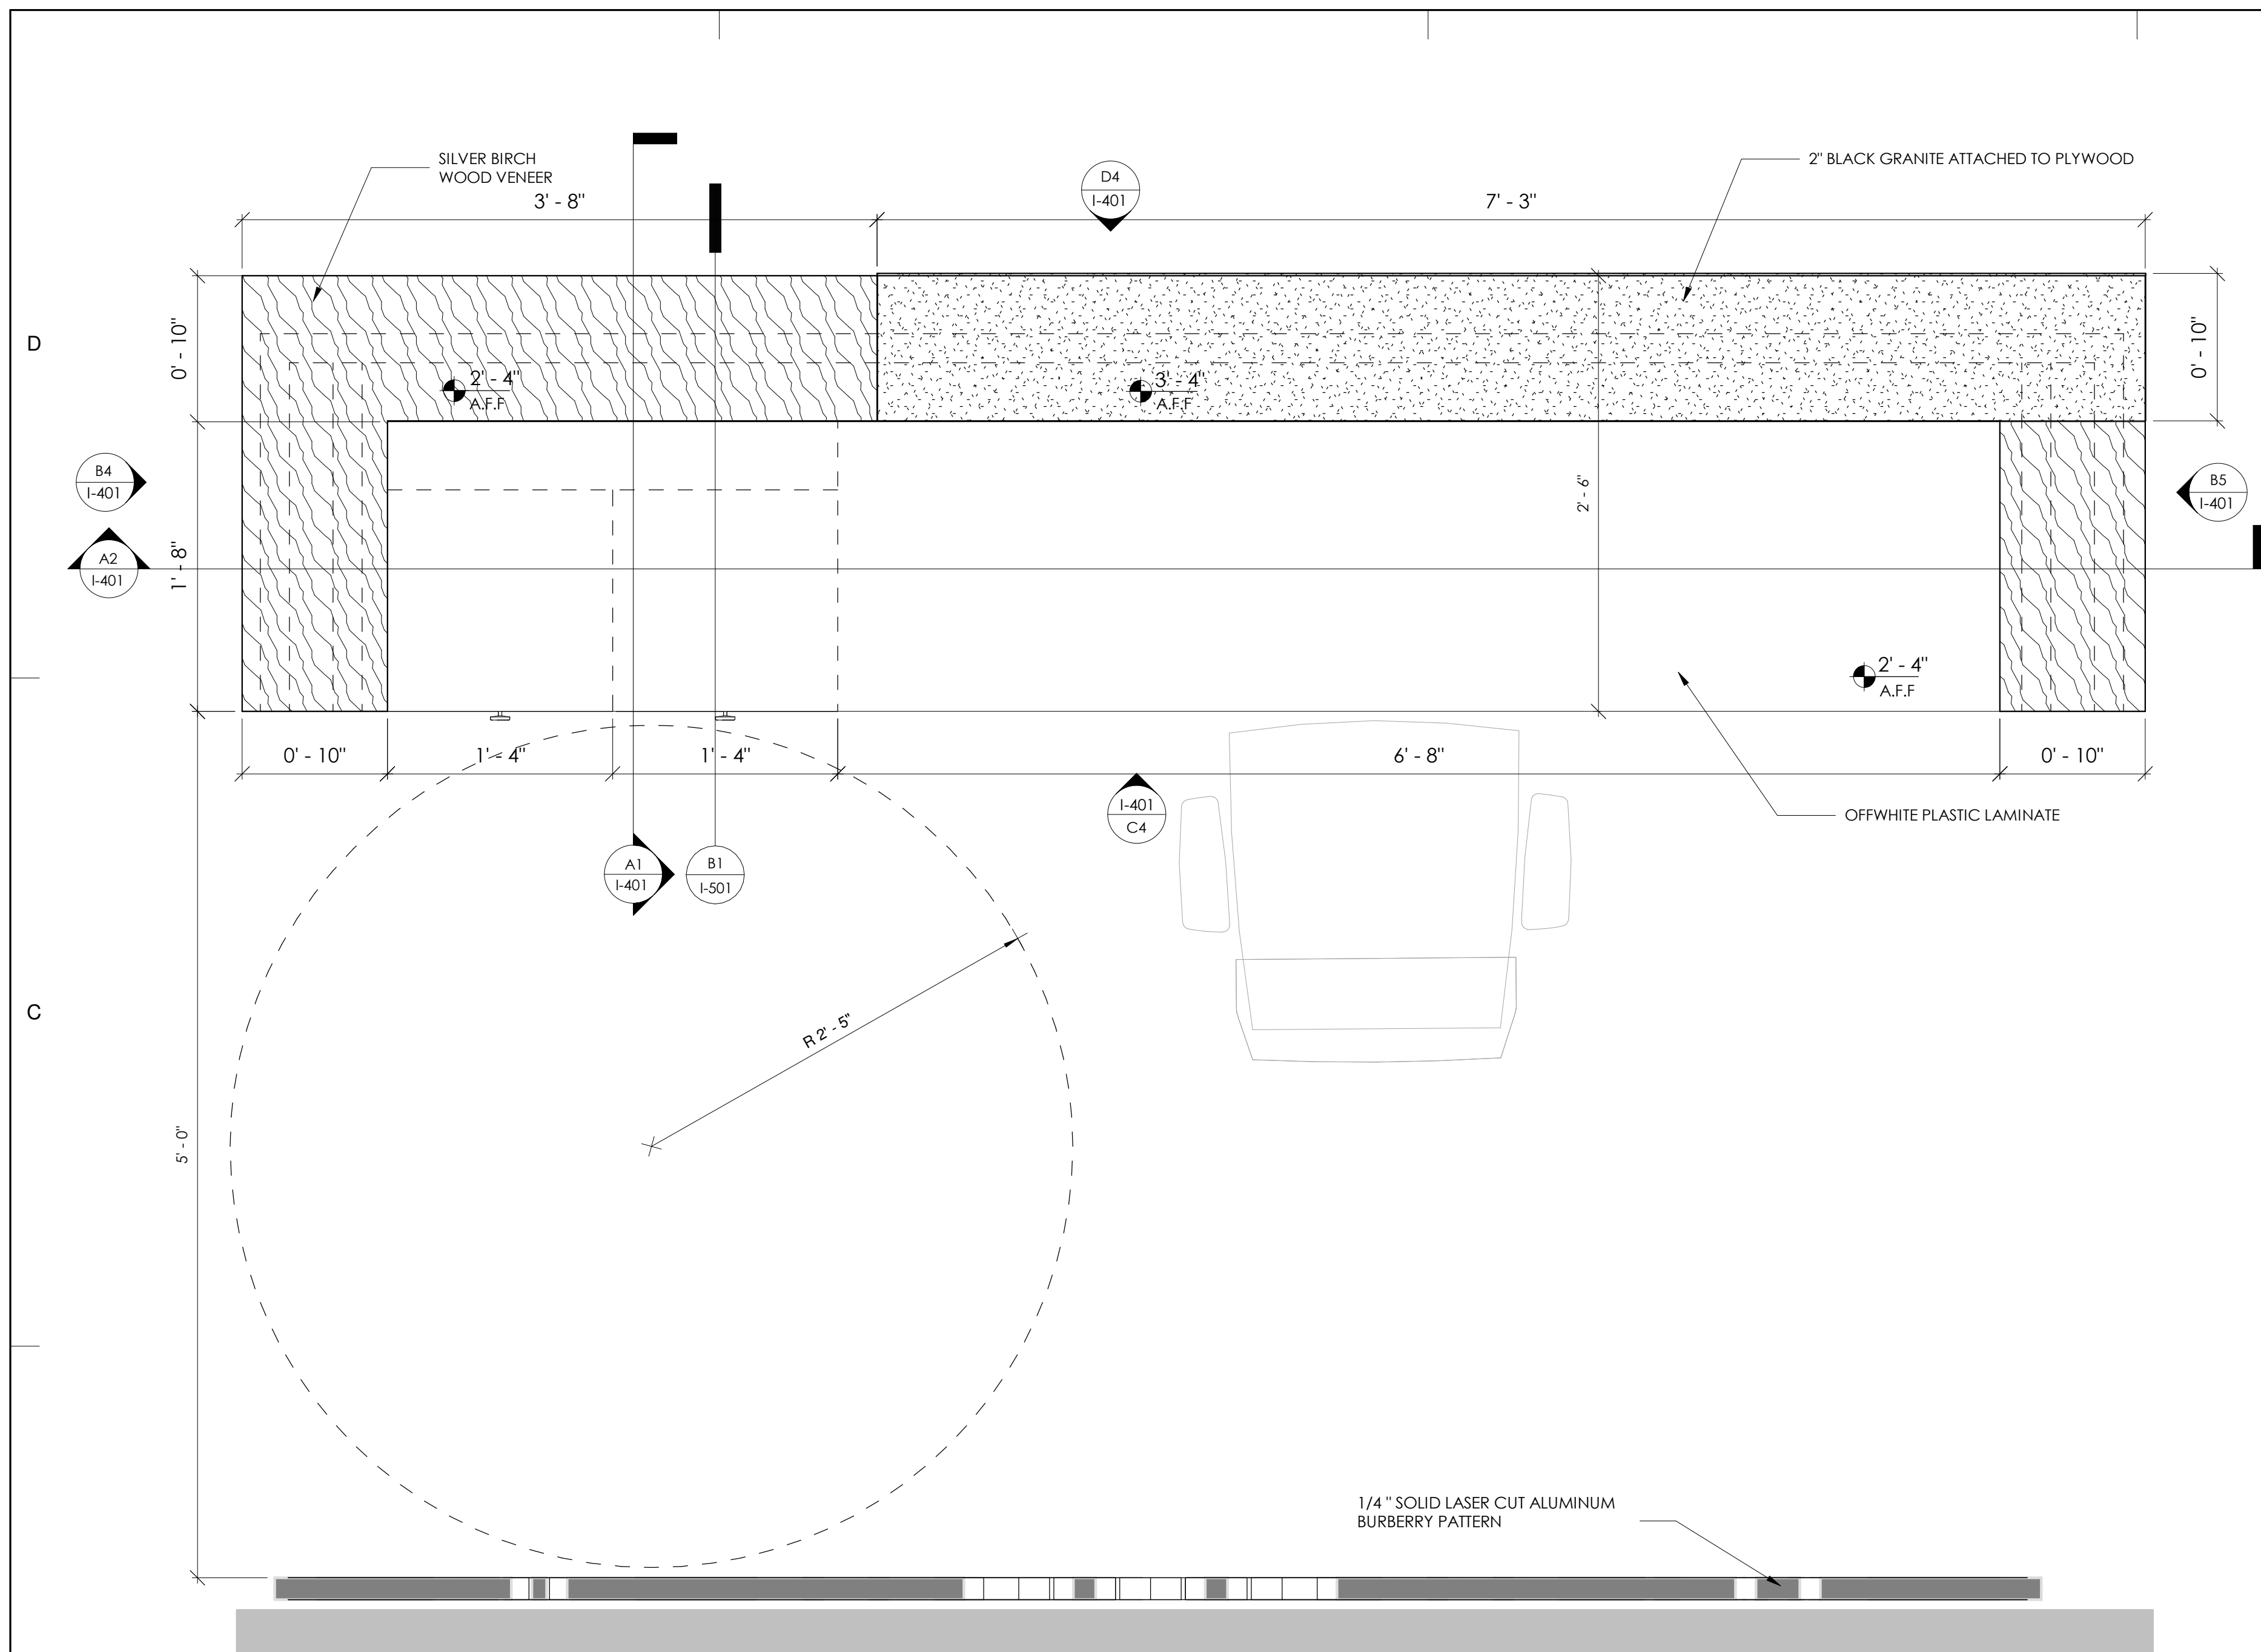 SILVER BIRCH
WOOD VENEER
2" BLACK GRANITE ATTACHED TO PLYWOOD
D4
I-401
3' - 8"
7' - 3"
D
0' - 10"
0' - 10"
2' - 4"
A.F.F
3' - 4"
A.F.F
B4
I-401
2' - 6"
B5
I-401
A2
I-401
1' - 8"
2' - 4"
A.F.F
0' - 10"
1' - 4"
1' - 4"
6' - 8"
0' - 10"
I-401
C4
OFFWHITE PLASTIC LAMINATE
A1
I-401
B1
I-501
C
R 2' - 5"
5' - 0"
1/4 " SOLID LASER CUT ALUMINUM
BURBERRY PATTERN